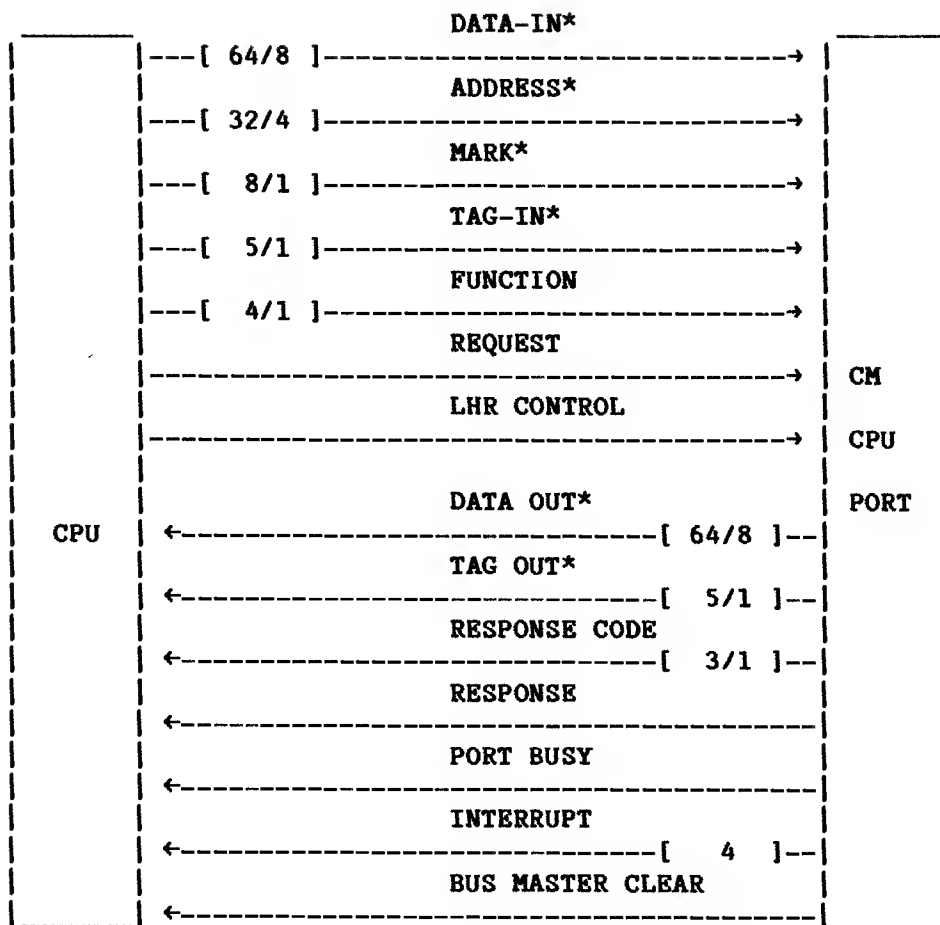 DATA-IN*
[ 64/8 ]
ADDRESS*
[ 32/4 ]
MARK*
[ 8/1 ]
TAG-IN*
[ 5/1 ]
FUNCTION
[ 4/1 ]
REQUEST
CM
LHR CONTROL
CPU
DATA OUT*
PORT
CPU
[ 64/8 ]
TAG OUT*
[ 5/1 ]
RESPONSE CODE
[ 3/1 ]
RESPONSE
PORT BUSY
INTERRUPT
[ 4 ]
BUS MASTER CLEAR